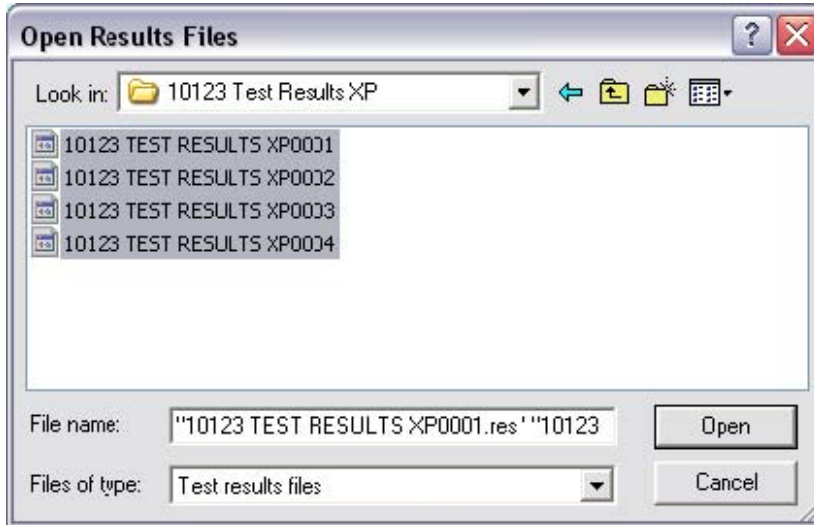 Open Results Files
Look in: 10123 Test Results XP
10123 TEST RESULTS XP0001
10123 TEST RESULTS XP0002
10123 TEST RESULTS XP0003
10123 TEST RESULTS XP0004
File name: "10123 TEST RESULTS XP0001.res" "10123
Open
Files of type: Test results files
Cancel